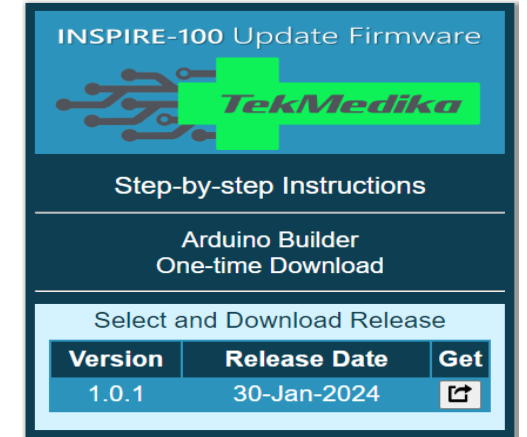 INSPIRE-100 Update Firmware
TekMedika
Step-by-step Instructions
Arduino Builder
One-time Download
Select and Download Release
Version Release Date Get
1.0.1 30-Jan-2024